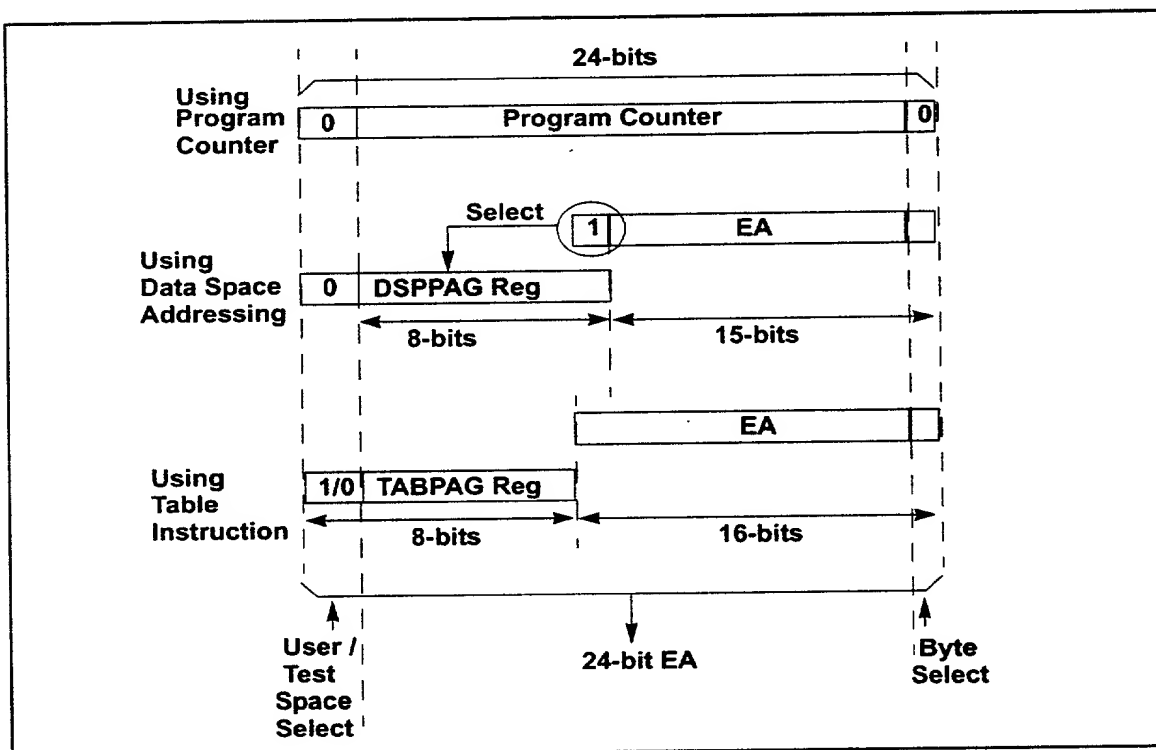 24-bits
Using
Program
Counter
0
Program Counter
0
Select
1
EA
Using
Data Space
Addressing
0
DSPPAG Reg
8-bits
15-bits
EA
Using
Table
Instruction
1/0
TABPAG Reg
8-bits
16-bits
User /
Test
Space
Select
24-bit EA
Byte
Select